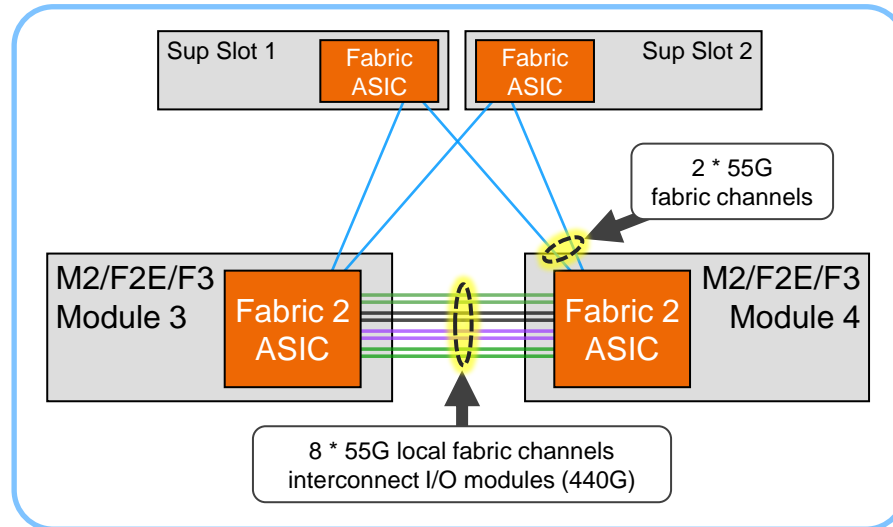 Sup Slot 1
Fabric
ASIC
Fabric
ASIC
Sup Slot 2
2 * 55G
fabric channels
M2/F2E/F3
Module 3
Fabric 2
ASIC
Fabric 2
ASIC
M2/F2E/F3
Module 4
8 * 55G local fabric channels
interconnect I/O modules (440G)